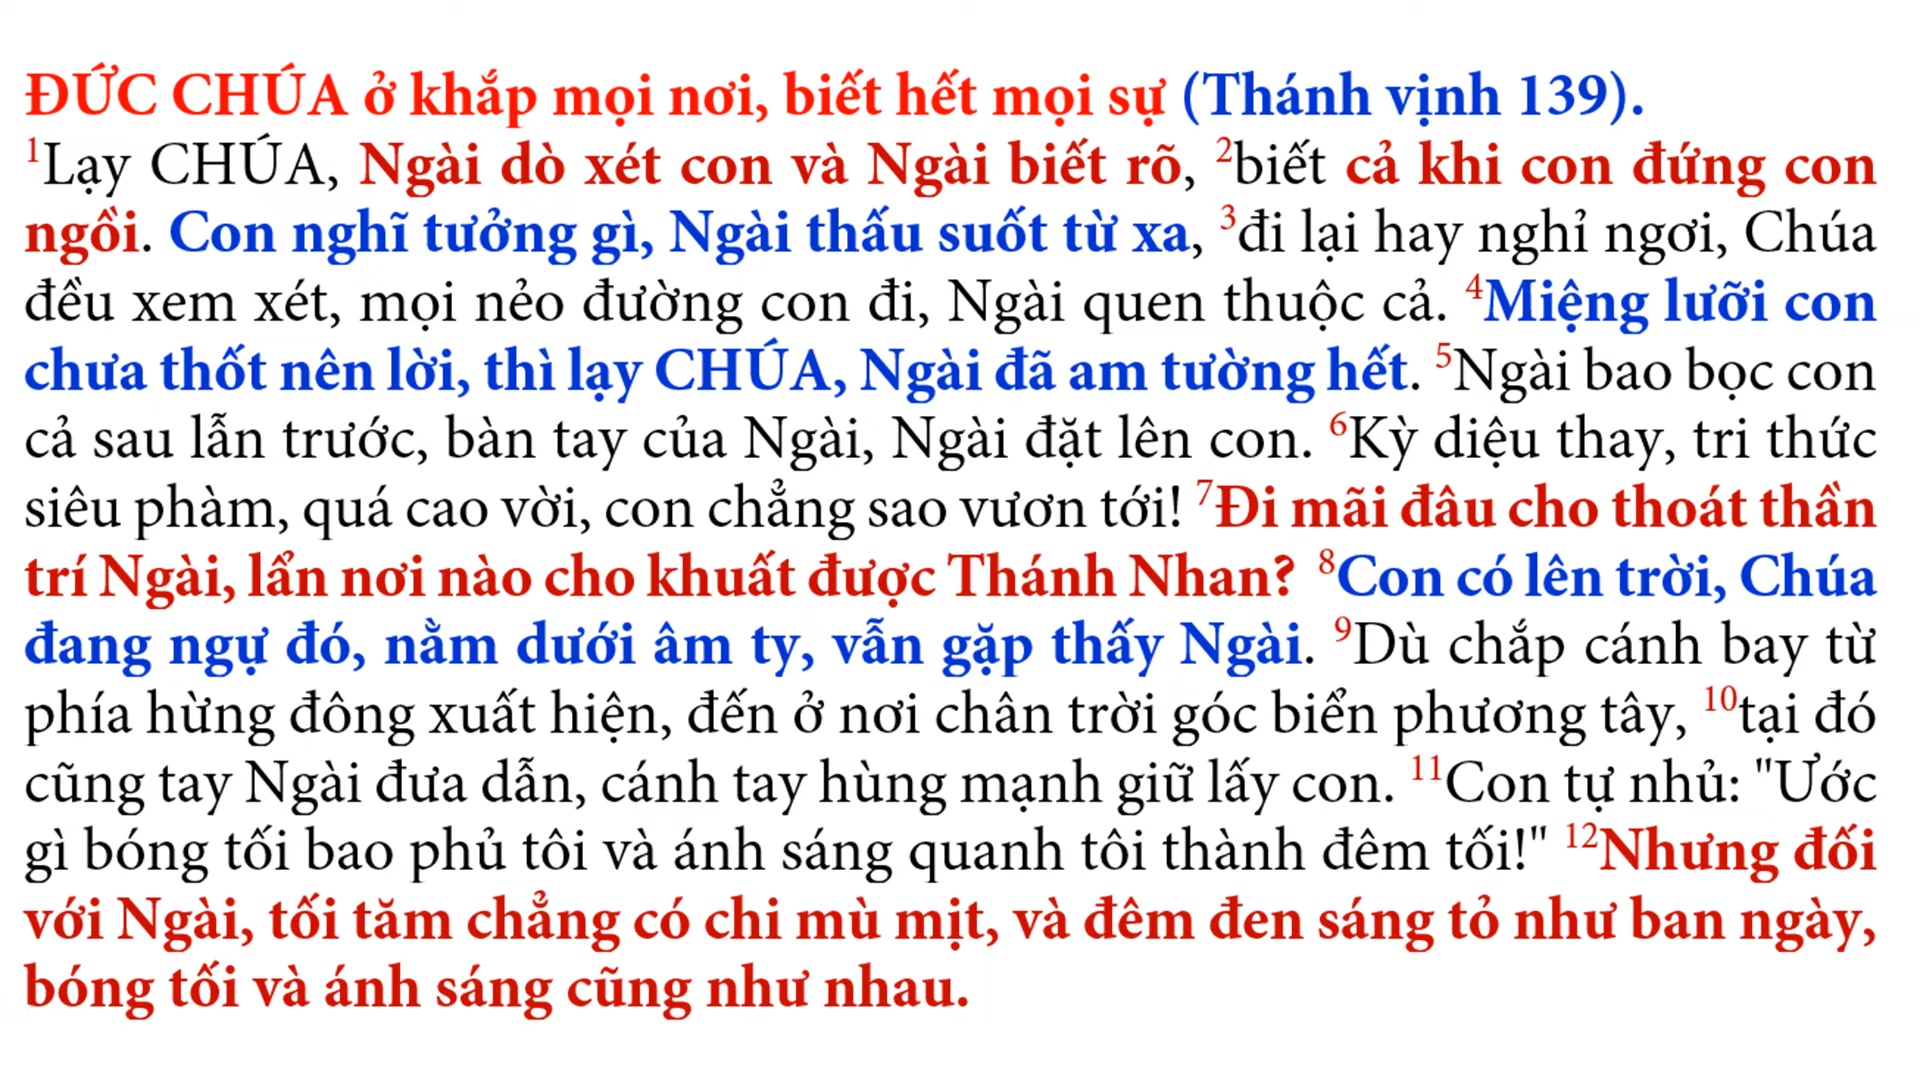 ĐỨC CHÚA ở khắp mọi nơi, biết hết mọi sự (Thánh vịnh 139).
1Lạy CHÚA, Ngài dò xét con và Ngài biết rõ, 2biết cả khi con đứng con
ngồi. Con nghĩ tưởng gì, Ngài thấu suốt từ xa, 3đi lại hay nghỉ ngơi, Chúa
đều xem xét, mọi nẻo đường con đi, Ngài quen thuộc cả. 4Miệng lưỡi con
chưa thốt nên lời, thì lạy CHÚA, Ngài đã am tường hết. 5Ngài bao bọc con
cả sau lẫn trước, bàn tay của Ngài, Ngài đặt lên con. 6Kỳ diệu thay, tri thức
siêu phàm, quá cao vời, con chẳng sao vươn tới! 7Đi mãi đâu cho thoát thần
trí Ngài, lẩn nơi nào cho khuất được Thánh Nhan? 8Con có lên trời, Chúa
đang ngự đó, nằm dưới âm ty, vẫn gặp thấy Ngài. 9Dù chắp cánh bay từ
phía hừng đông xuất hiện, đến ở nơi chân trời góc biển phương tây, 10tại đó
cũng tay Ngài đưa dẫn, cánh tay hùng mạnh giữ lấy con. 11Con tự nhủ: "Ước
gì bóng tối bao phủ tôi và ánh sáng quanh tôi thành đêm tối!" 12Nhưng đối
với Ngài, tối tăm chẳng có chi mù mịt, và đêm đen sáng tỏ như ban ngày,
bóng tối và ánh sáng cũng như nhau.